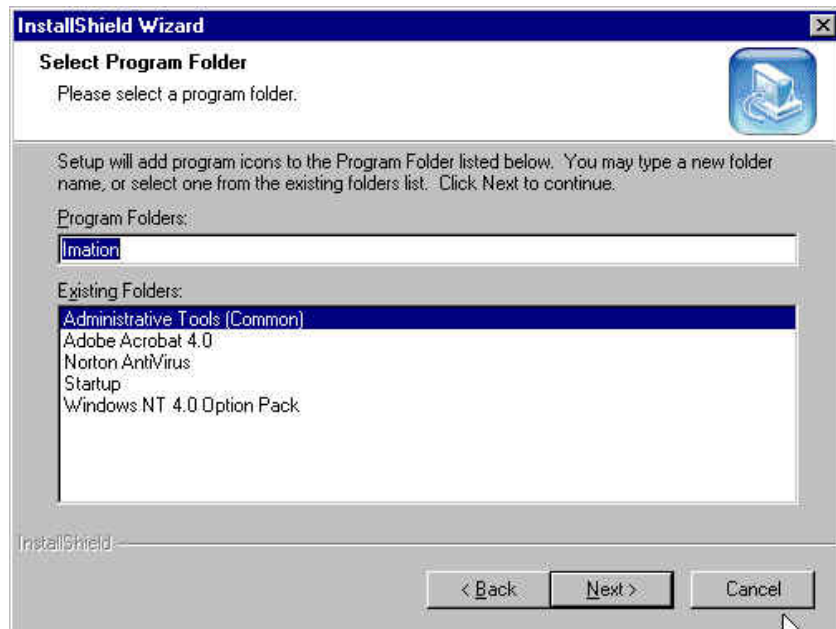 InstallShield Wizard
Select Program Folder
Please select a program folder.
Setup will add program icons to the Program Folder listed below.  You may type a new folder
name, or select one from the existing folders list.  Click Next to continue.
Program Folders:
Imation
Existing Folders:
Administrative Tools (Common)
Adobe Acrobat 4.0
Norton AntiVirus
Startup
Windows NT 4.0 Option Pack
InstallShield
< Back Next > Cancel